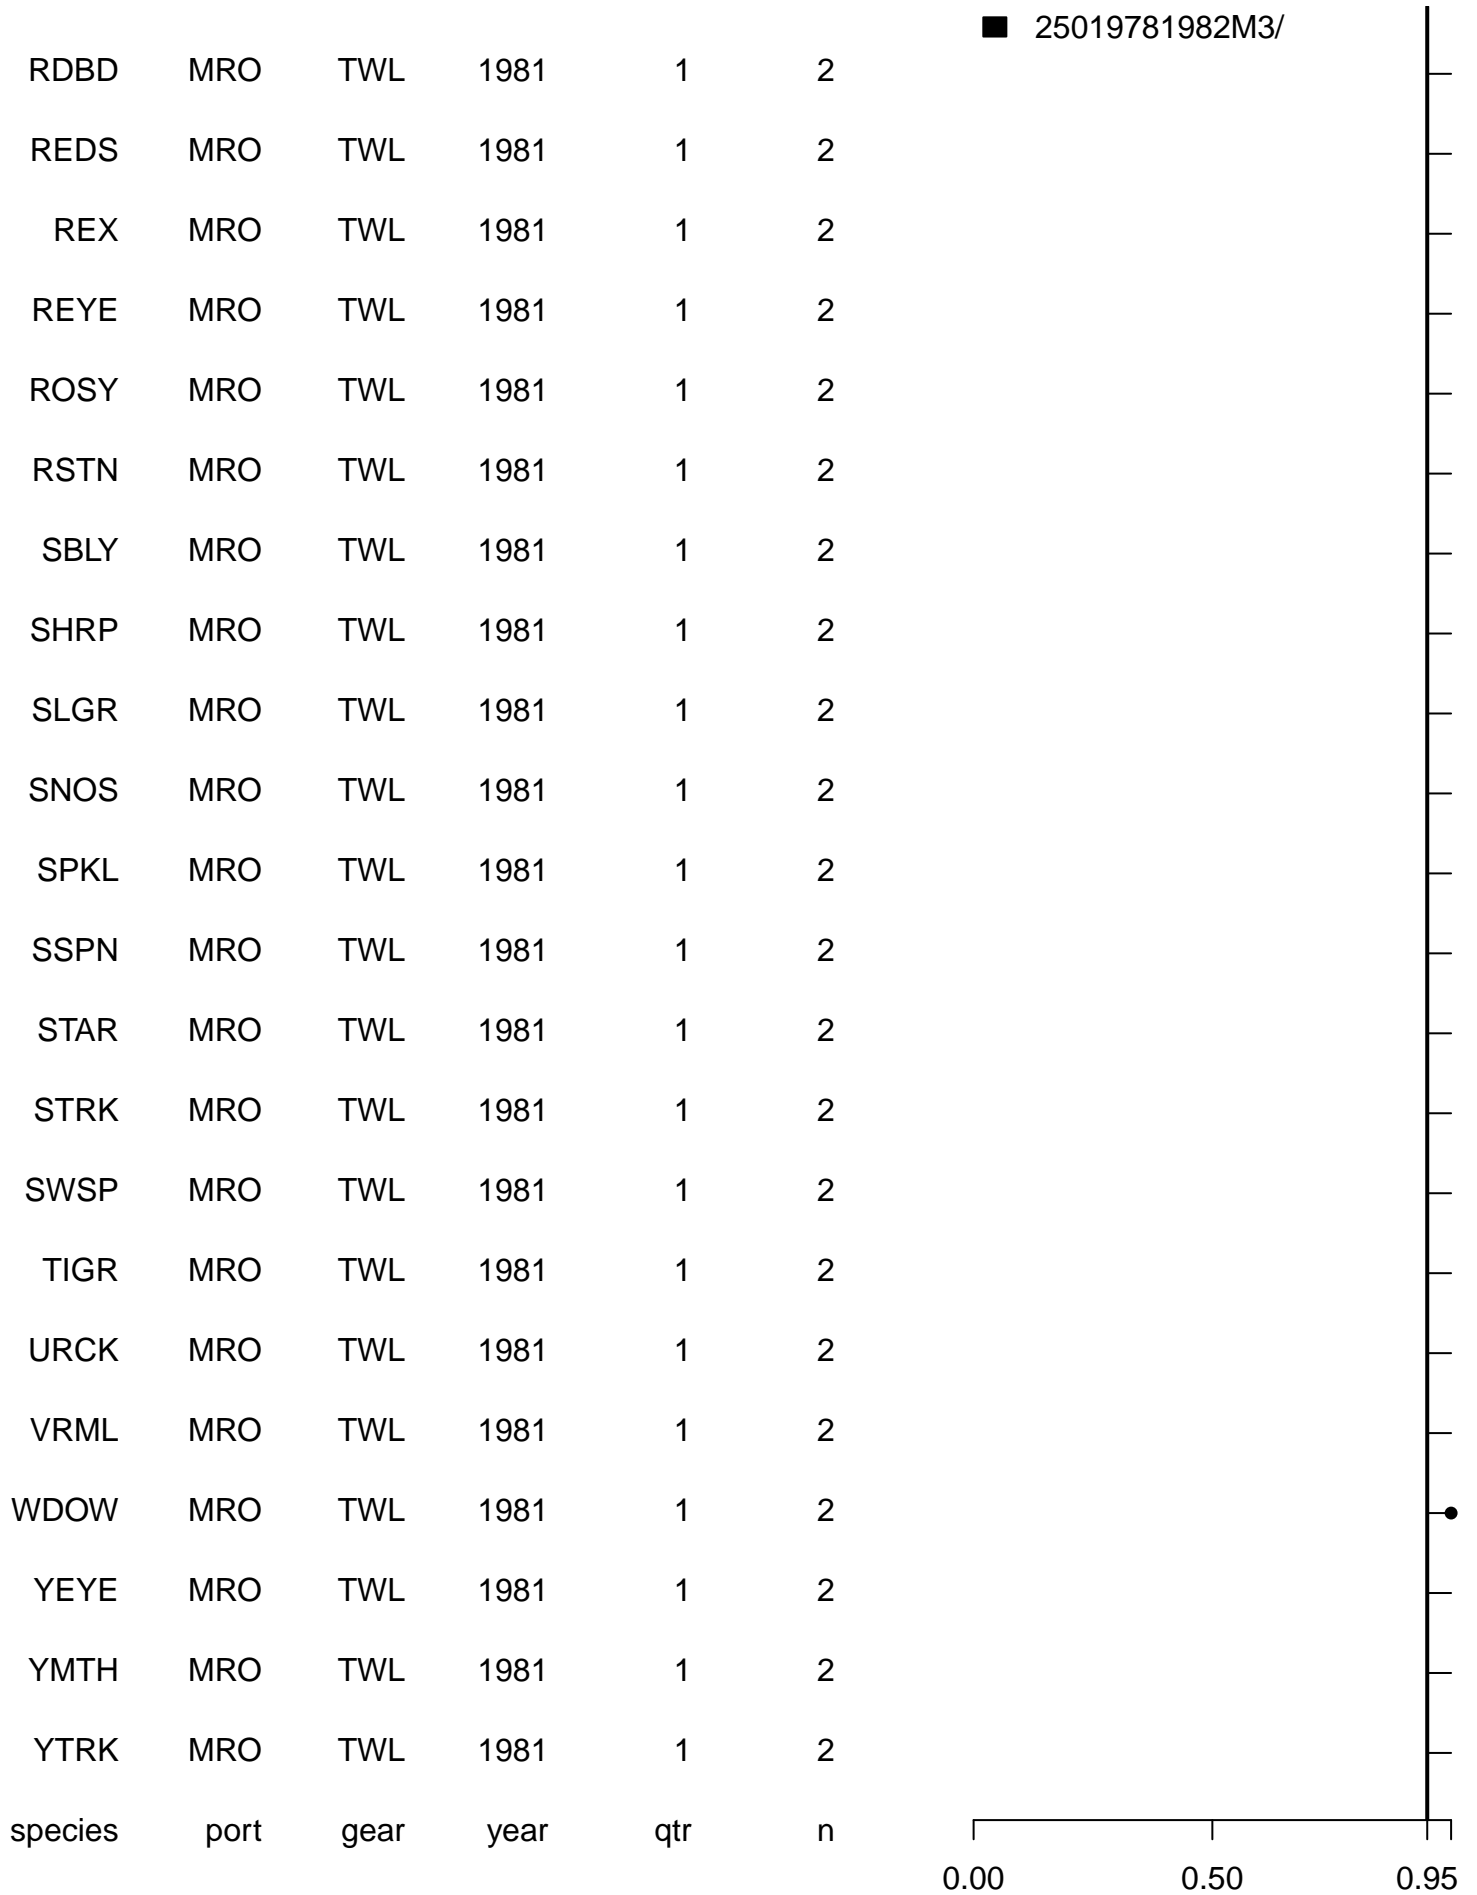 25019781982M3/
RDBD MRO TWL 1981 1 2
REDS MRO TWL 1981 1 2
REX MRO TWL 1981 1 2
REYE MRO TWL 1981 1 2
ROSY MRO TWL 1981 1 2
RSTN MRO TWL 1981 1 2
SBLY MRO TWL 1981 1 2
SHRP MRO TWL 1981 1 2
SLGR MRO TWL 1981 1 2
SNOS MRO TWL 1981 1 2
SPKL MRO TWL 1981 1 2
SSPN MRO TWL 1981 1 2
STAR MRO TWL 1981 1 2
STRK MRO TWL 1981 1 2
SWSP MRO TWL 1981 1 2
TIGR MRO TWL 1981 1 2
URCK MRO TWL 1981 1 2
VRML MRO TWL 1981 1 2
WDOW MRO TWL 1981 1 2
YEYE MRO TWL 1981 1 2
YMTH MRO TWL 1981 1 2
YTRK MRO TWL 1981 1 2
species port gear year qtr n
0.00 0.50 0.95